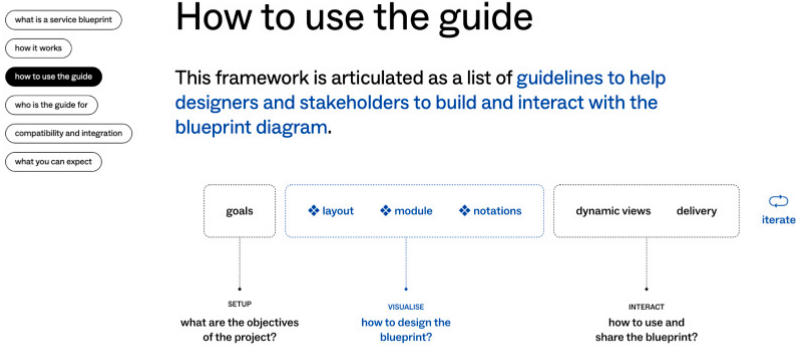 what is a service blueprint
how it works
how to use the guide
who is the guide for
compatibility and integration
what you can expect
How to use the guide
This framework is articulated as a list of guidelines to help
designers and stakeholders to build and interact with the
blueprint diagram.
goals
layout module notations
dynamic views delivery
iterate
SETUP
what are the objectives
of the project?
VISUALISE
how to design the
blueprint?
INTERACT
how to use and
share the blueprint?